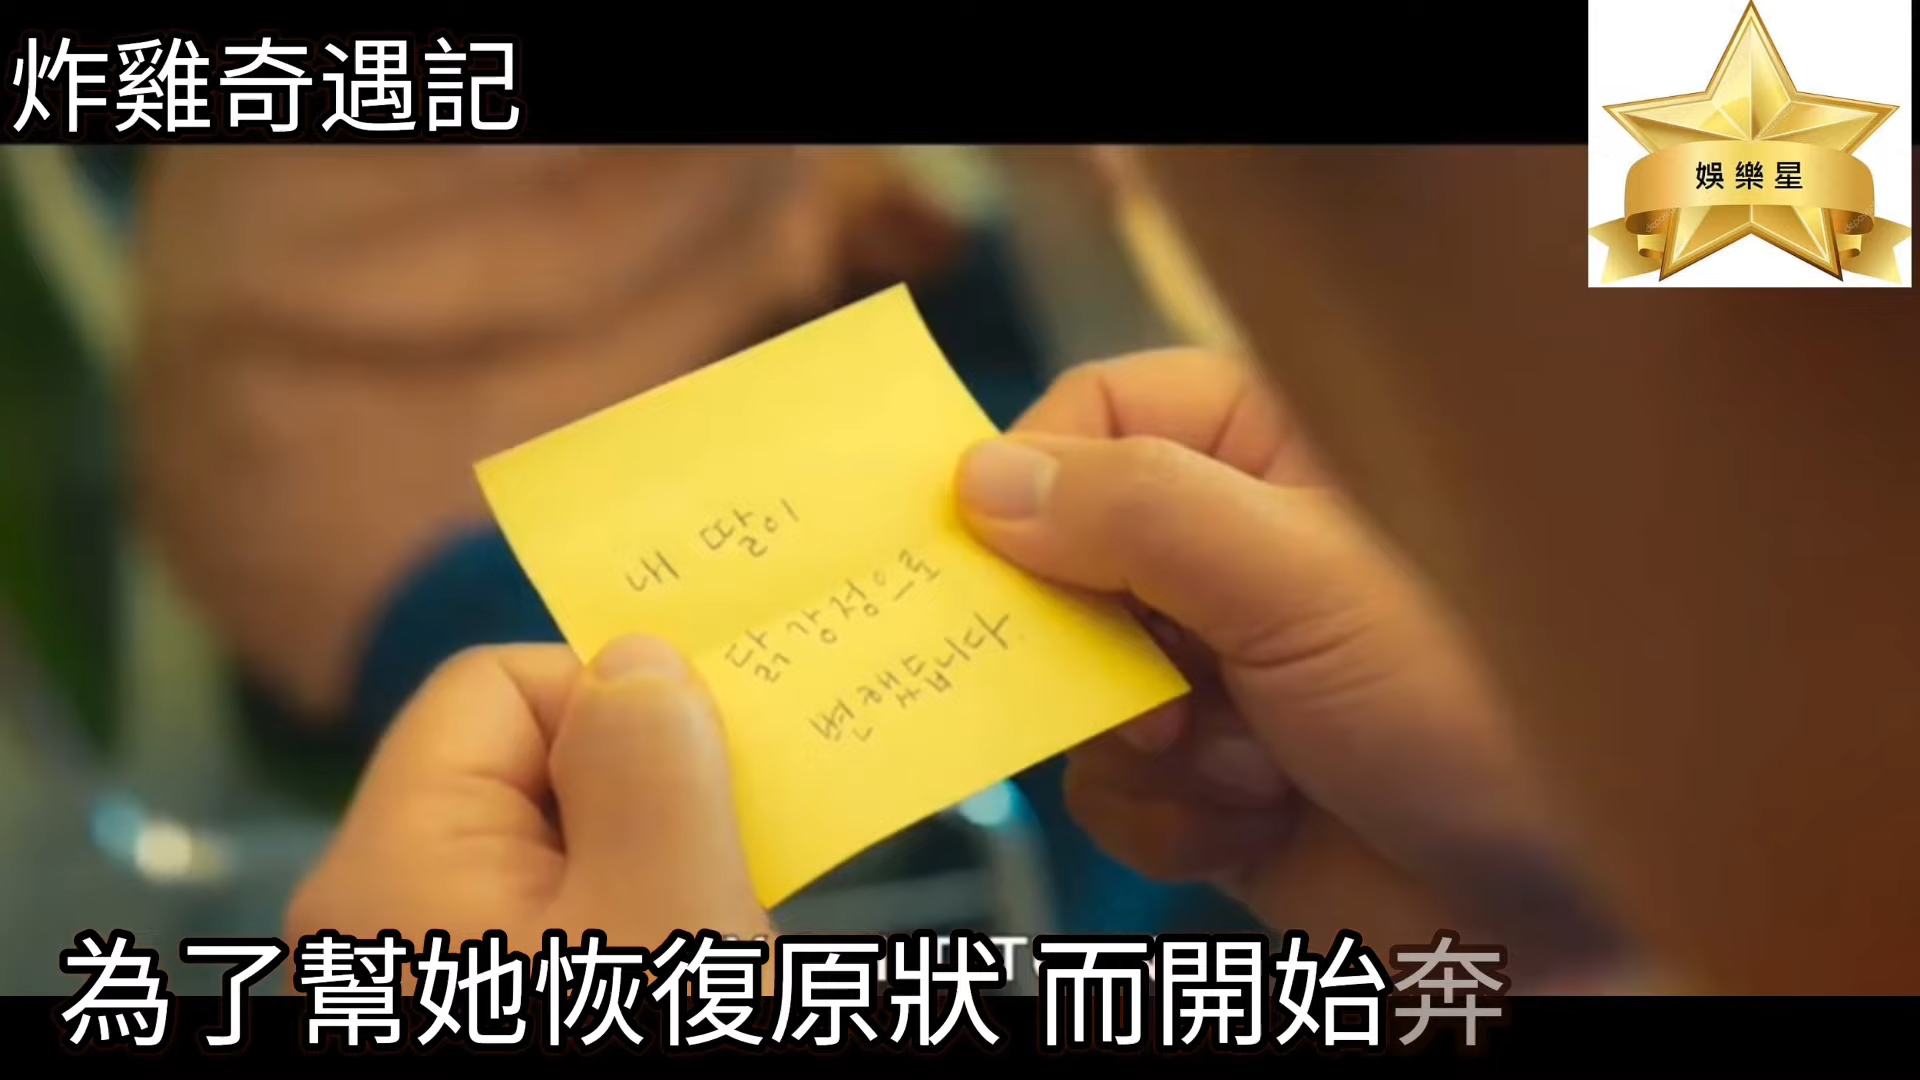 炸雞奇遇記
娛樂星
내 딸이
닭강정으로
변했습니다
為了幫她恢復原狀 而開始奔